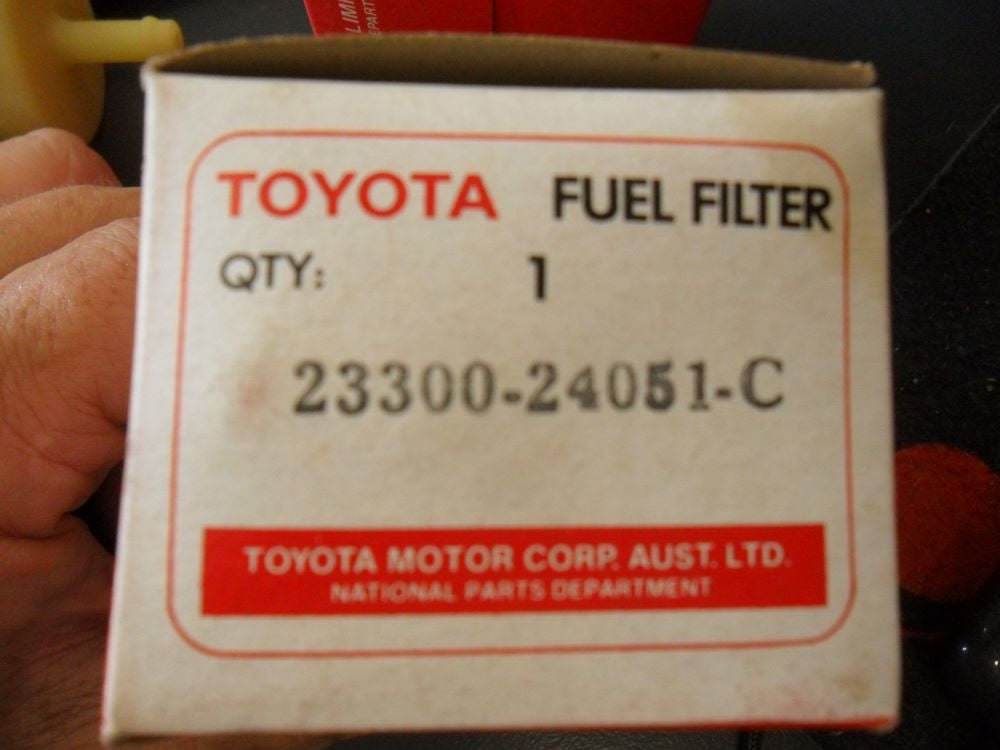 TOYOTA FUEL FILTER
QTY: 1
23300-24051-C
TOYOTA MOTOR CORP. AUST. LTD.
NATIONAL PARTS DEPARTMENT